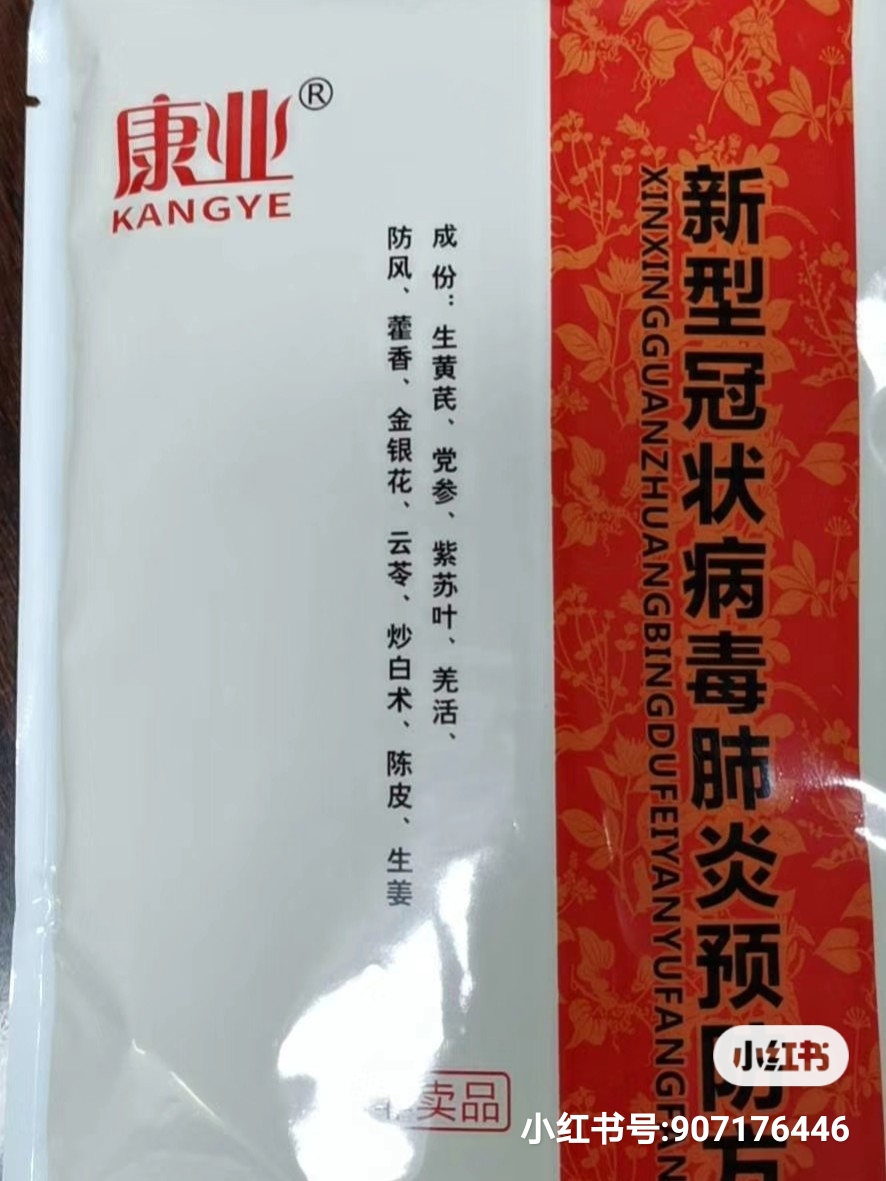 康业®
KANGYE
成份：生黄芪、党参、紫苏叶、羌活、
防风、藿香、金银花、云苓、炒白术、陈皮、生姜
新型冠状病毒肺炎预防方
XINXINGGUANZHUANGBINGDUFEIYANYUFANGFAN
卖品
小红书
小红书号:907176446